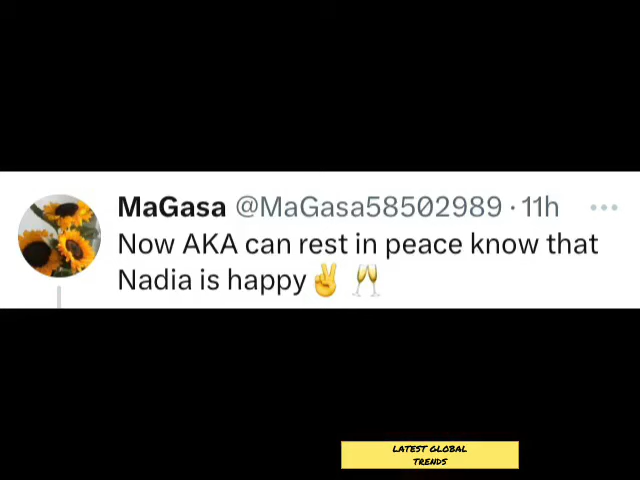 MaGasa @MaGasa58502989 · 11h
Now AKA can rest in peace know that
Nadia is happy✌️ 🥂
LATEST GLOBAL
TRENDS